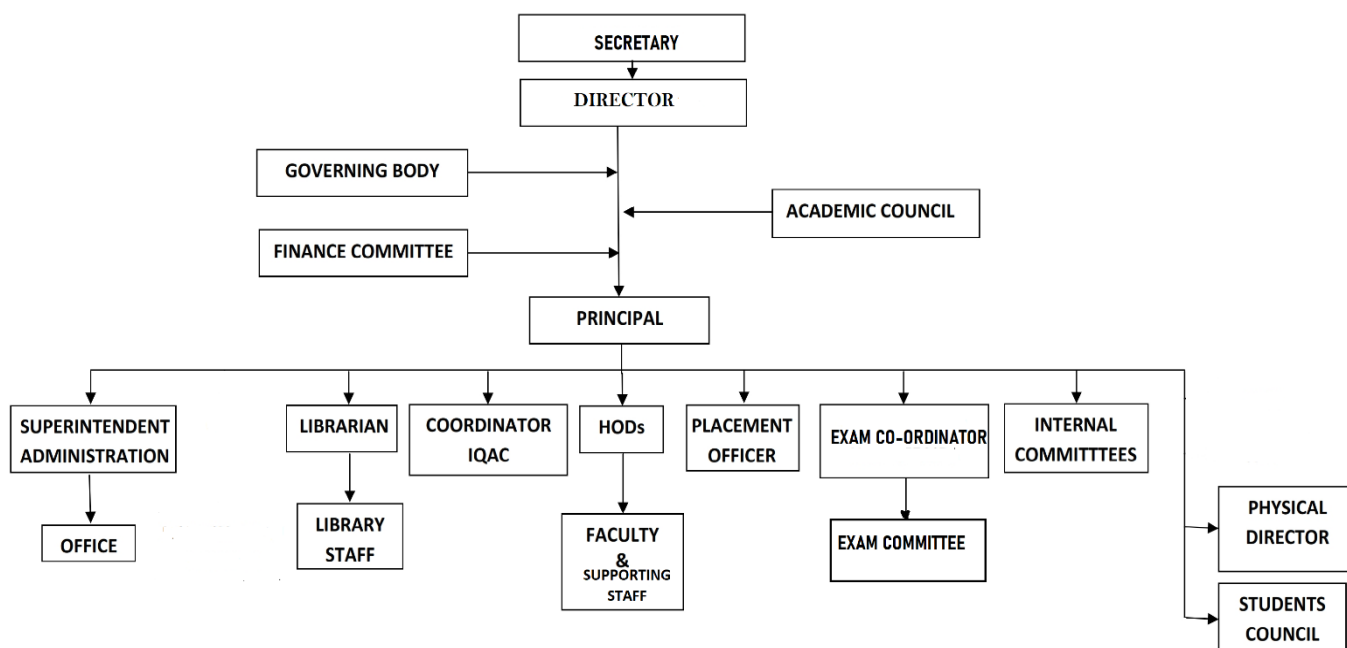 SECRETARY
DIRECTOR
GOVERNING BODY
ACADEMIC COUNCIL
FINANCE COMMITTEE
PRINCIPAL
SUPERINTENDENT
ADMINISTRATION
LIBRARIAN
COORDINATOR
IQAC
HODs
PLACEMENT
OFFICER
EXAM CO-ORDINATOR
INTERNAL
COMMITTTEES
OFFICE
LIBRARY
STAFF
FACULTY
&
SUPPORTING
STAFF
EXAM COMMITTEE
PHYSICAL
DIRECTOR
STUDENTS
COUNCIL